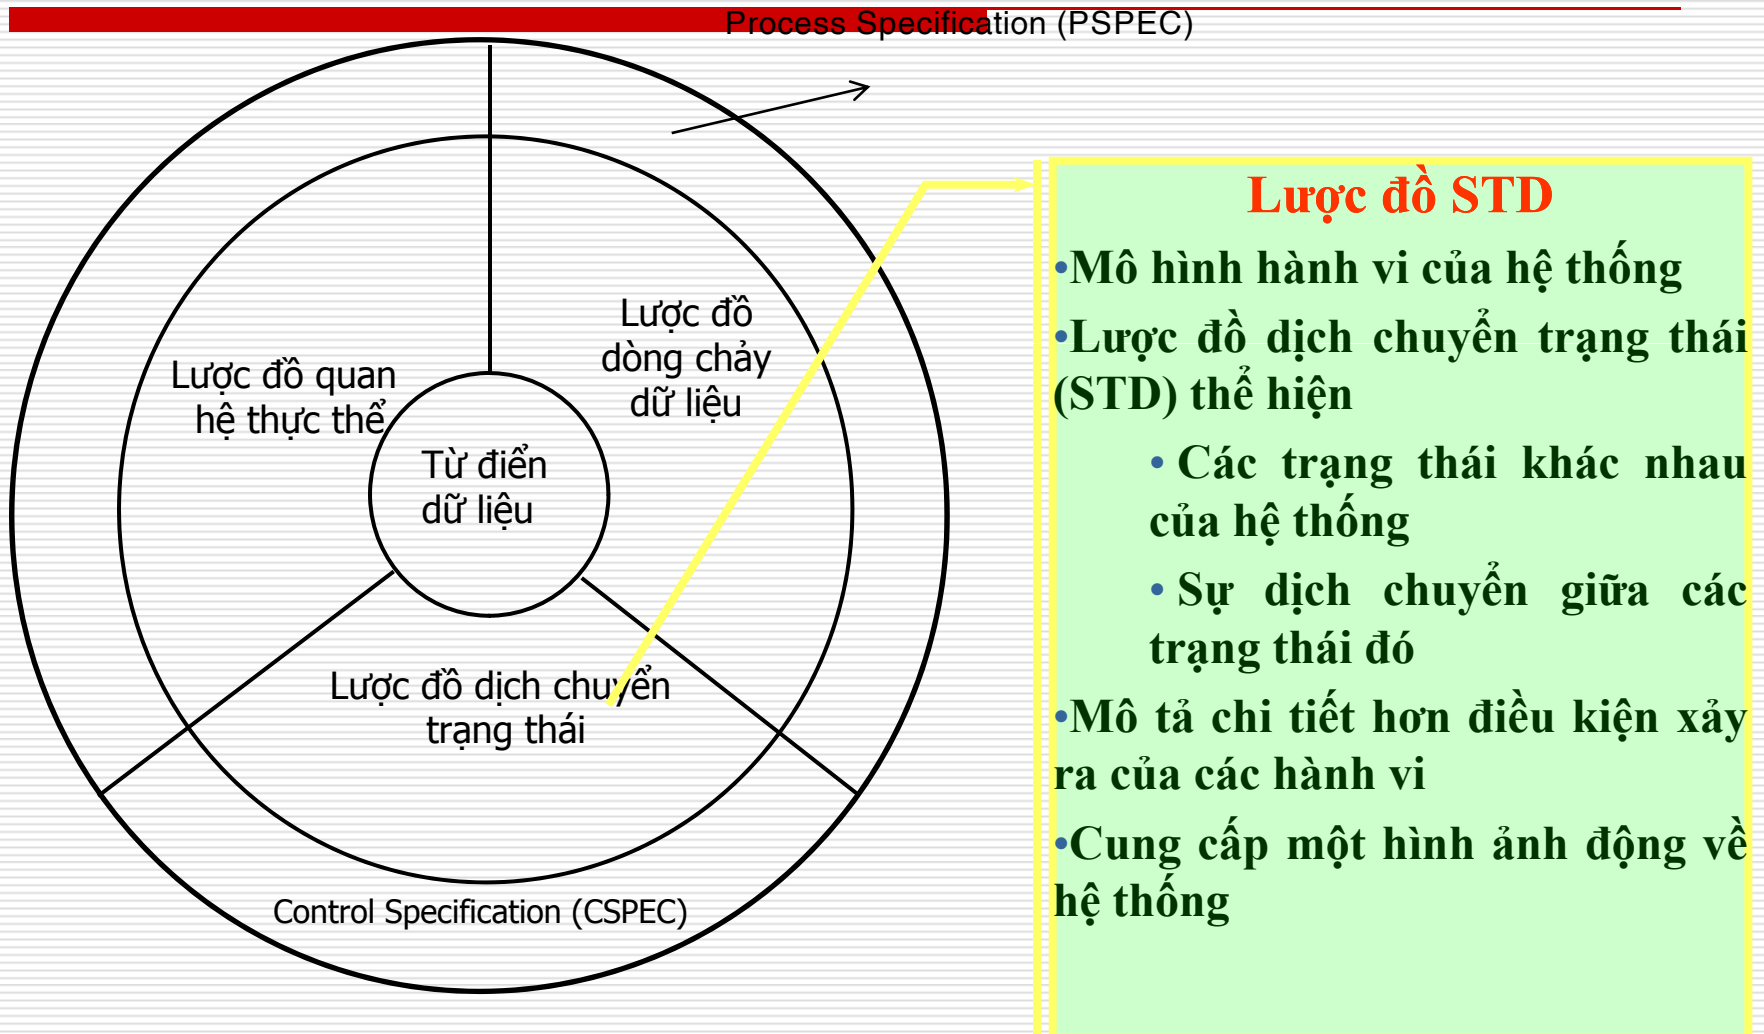 Process Specification (PSPEC)
Lược đồ quan
hệ thực thể
Lược đồ
dòng chảy
dữ liệu
Từ điển
dữ liệu
Lược đồ dịch chuyển
trạng thái
Control Specification (CSPEC)
Lược đồ STD
•Mô hình hành vi của hệ thống
•Lược đồ dịch chuyển trạng thái
(STD) thể hiện
• Các trạng thái khác nhau
của hệ thống
• Sự dịch chuyển giữa các
trạng thái đó
•Mô tả chi tiết hơn điều kiện xảy
ra của các hành vi
•Cung cấp một hình ảnh động về
hệ thống